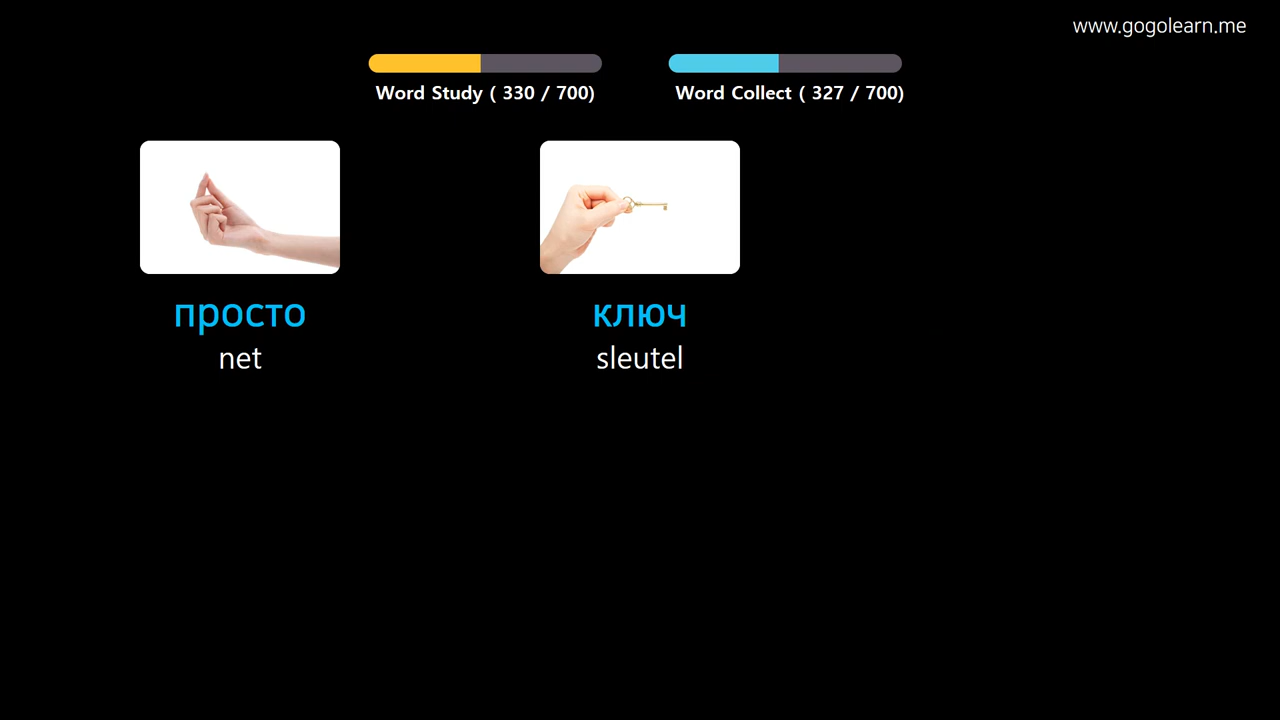 www.gogolearn.me
Word Study ( 330 / 700)
Word Collect ( 327 / 700)
просто
net
ключ
sleutel